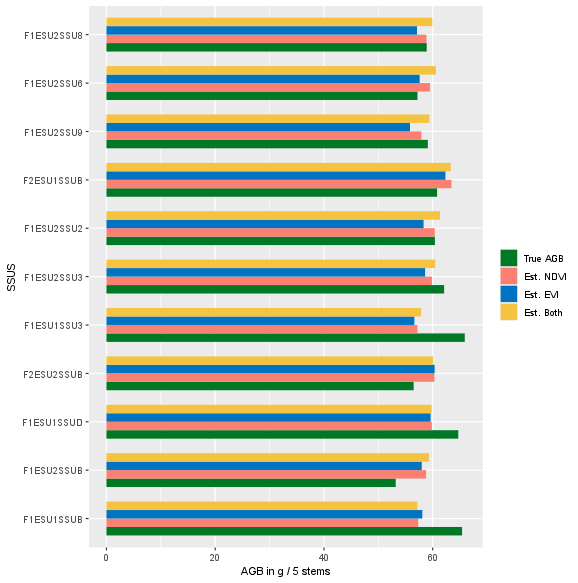 SSUS
F1ESU2SSU8
F1ESU2SSU6
F1ESU2SSU9
F2ESU1SSUB
F1ESU2SSU2
F1ESU2SSU3
F1ESU1SSU3
F2ESU2SSUB
F1ESU1SSUD
F1ESU2SSUB
F1ESU1SSUB
0 20 40 60
AGB in g / 5 stems
True AGB
Est. NDVI
Est. EVI
Est. Both